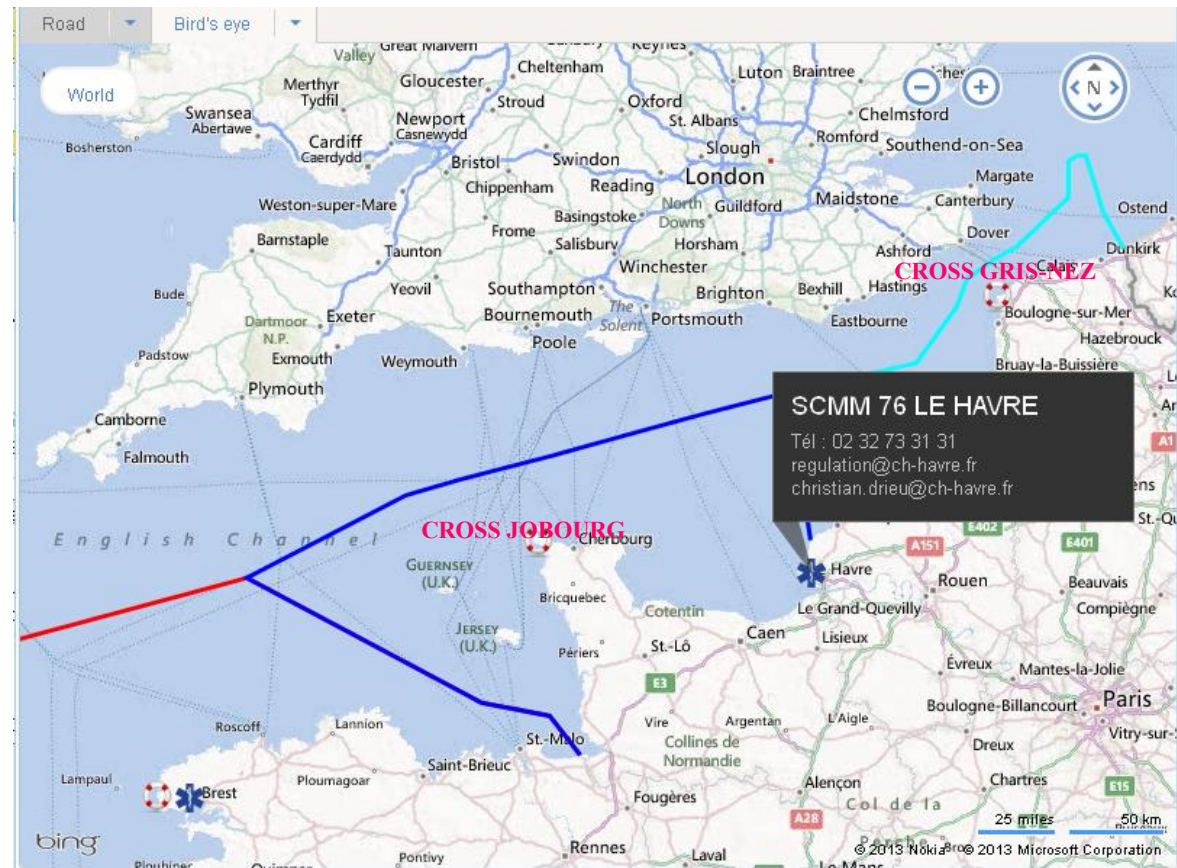 Road
Bird's eye
World
Great Malvern
Keynes
Valley
Merthyr
Tydfil
Gloucester
Cheltenham
Luton
Braintree
Swansea
Abertawe
Newport
Casnewydd
Stroud
Oxford
St. Albans
Chelmsford
N
Bosherston
Cardiff
Caerdydd
Bristol
Swindon
Slough
Romford
Southend-on-Sea
Chippenham
Reading
London
Margate
Weston-super-Mare
Basingstoke
North
Downs
Guildford
Maidstone
Canterbury
Ostend
Barnstaple
Taunton
Frome
Salisbury
Horsham
Ashford
Dover
Dunkirk
Winchester
Calais
CROSS GRIS-NEZ
Bude
Yeovil
Southampton
Brighton
Bexhill
Hastings
Dartmoor
N.P.
Exeter
Bournemouth
The
Solent
Portsmouth
Eastbourne
Boulogne-sur-Mer
Hazebrouck
Padstow
Exmouth
Weymouth
Poole
Bruay-la-Buissière
Plymouth
Camborne
Falmouth
SCMM 76 LE HAVRE
Tél : 02 32 73 31 31
regulation@ch-havre.fr
christian.drieu@ch-havre.fr
A1
English Channel
CROSS JOBOURG
Cherbourg
E402
E401
A151
GUERNSEY
(U.K.)
Havre
Rouen
Beauvais
Bricquebec
Cotentin
Le Grand-Quevilly
Compiègne
JERSEY
(U.K.)
Périers
St.-Lô
Caen
Lisieux
E3
Évreux
Mantes-la-Jolie
Boulogne-Billancourt
Paris
Roscoff
Lannion
Vire
Argentan
L'Aigle
Vitry-sur-
St.-Malo
Collines de
Normandie
Dreux
Lampaul
Brest
Ploumagoar
Saint-Brieuc
Fougères
Alençon
Chartres
E15
Col de la
A28
25 miles
50 km
bing
Pontivy
Rennes
Laval
Le Mans
© 2013 Nokia
© 2013 Microsoft Corporation